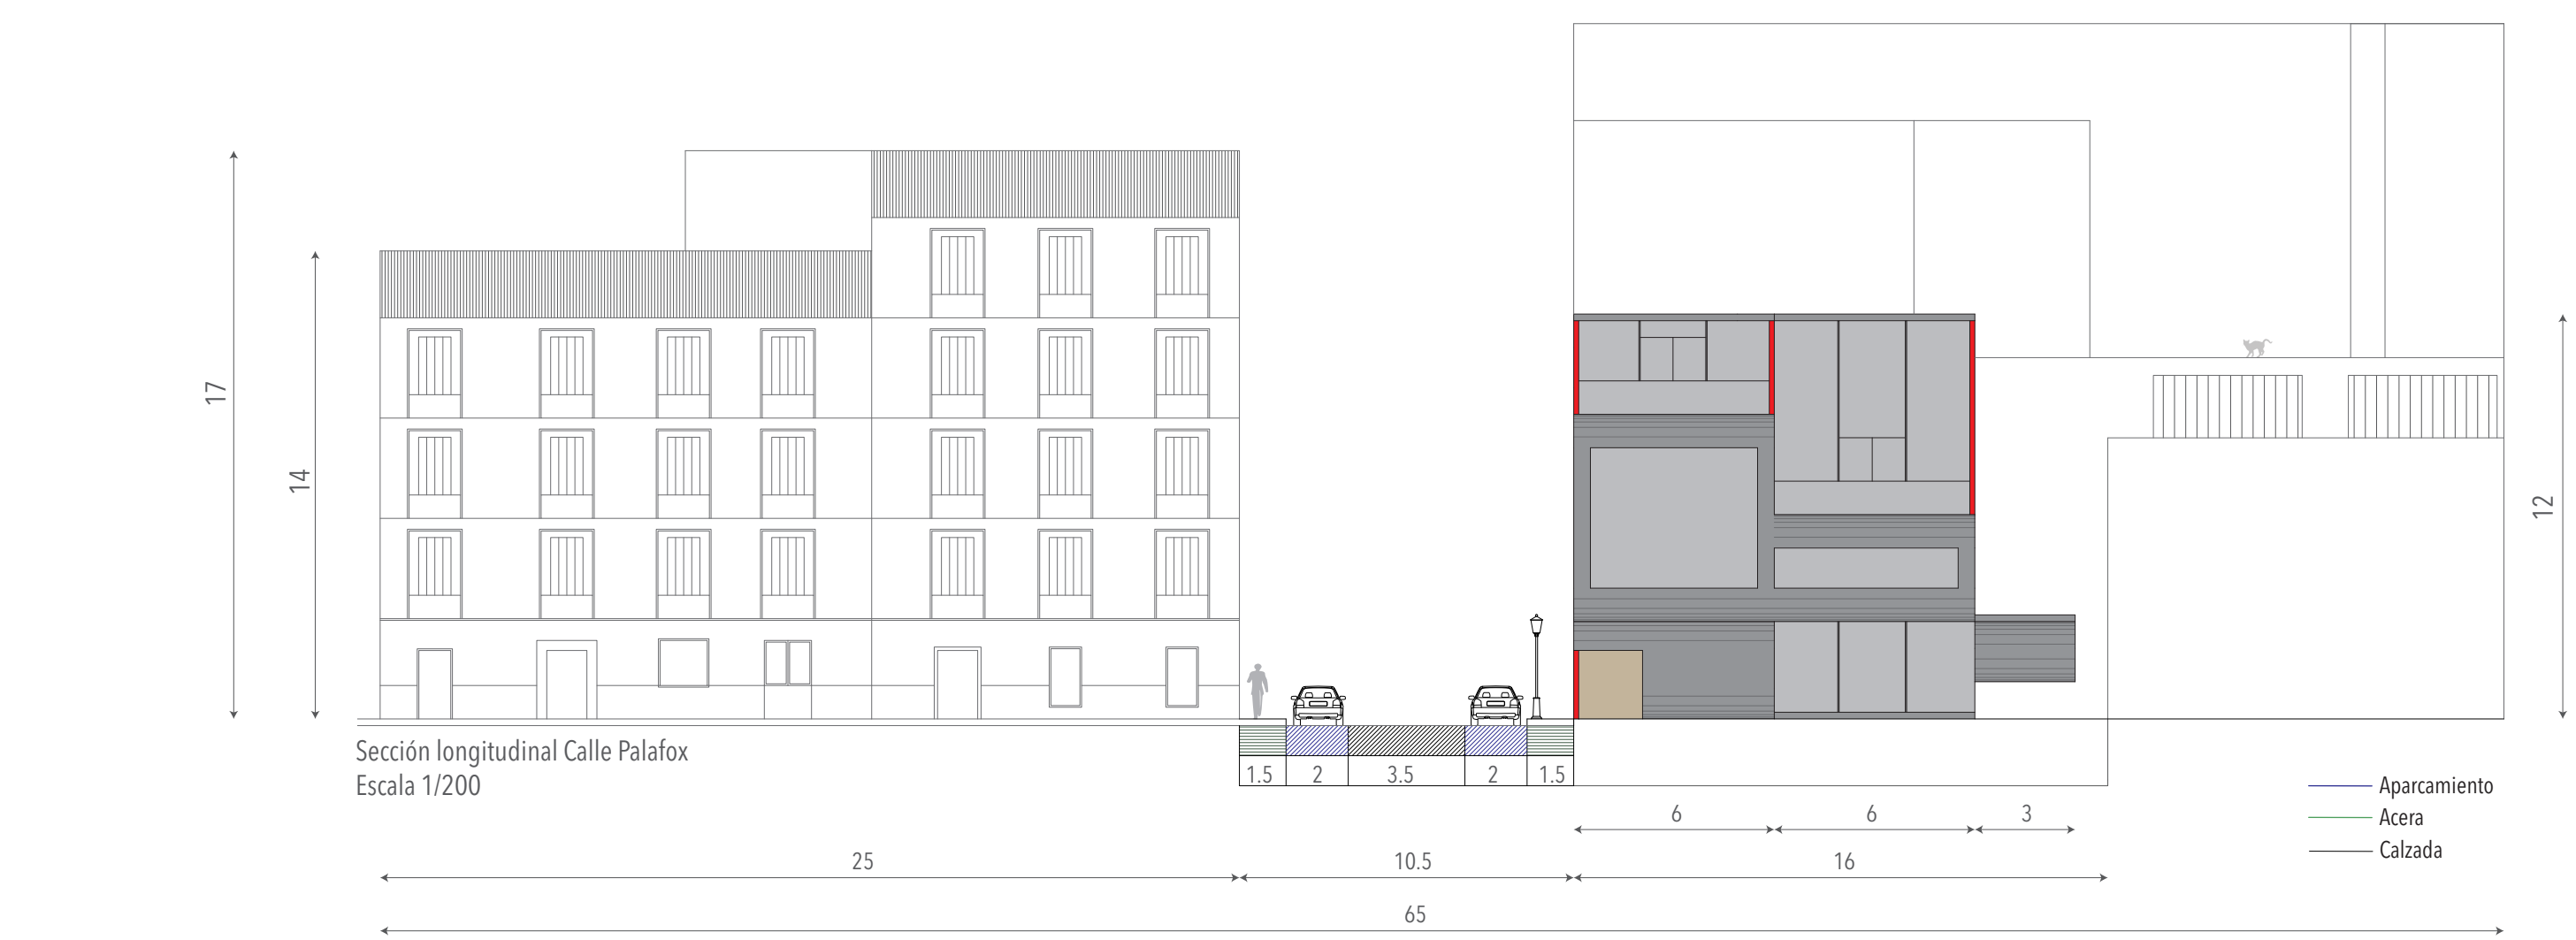 17
14
12
Sección longitudinal Calle Palafox
Escala 1/200
1.5 2 3.5 2 1.5
6 6 3
25 10.5 16
65
Aparcamiento
Acera
Calzada